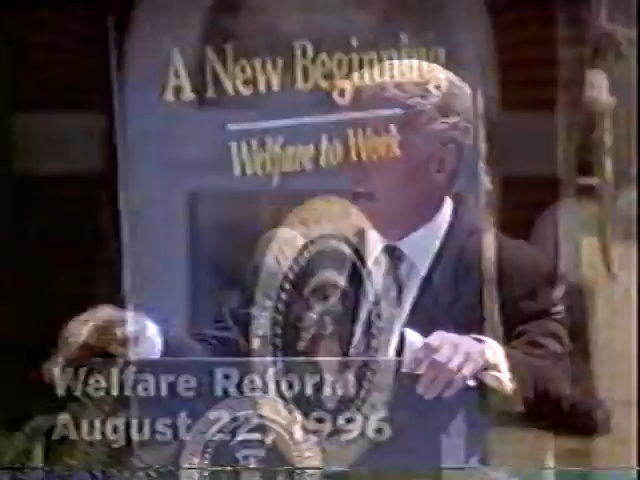 A New Beginning
Welfare to Work
Welfare Reform
August 22, 1996